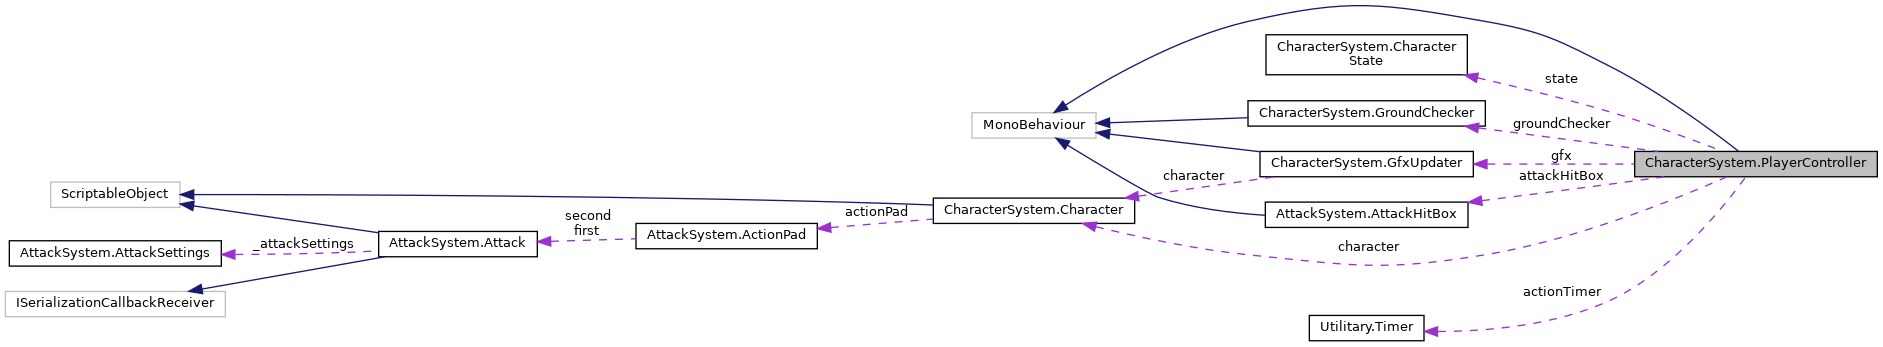 CharacterSystem.Character
State
state
CharacterSystem.GroundChecker
MonoBehaviour
groundChecker
gfx
CharacterSystem.GfxUpdater
CharacterSystem.PlayerController
character
attackHitBox
ScriptableObject
actionPad
CharacterSystem.Character
AttackSystem.AttackHitBox
second
first
AttackSystem.ActionPad
_attackSettings
AttackSystem.Attack
character
AttackSystem.AttackSettings
actionTimer
ISerializationCallbackReceiver
Utilitary.Timer